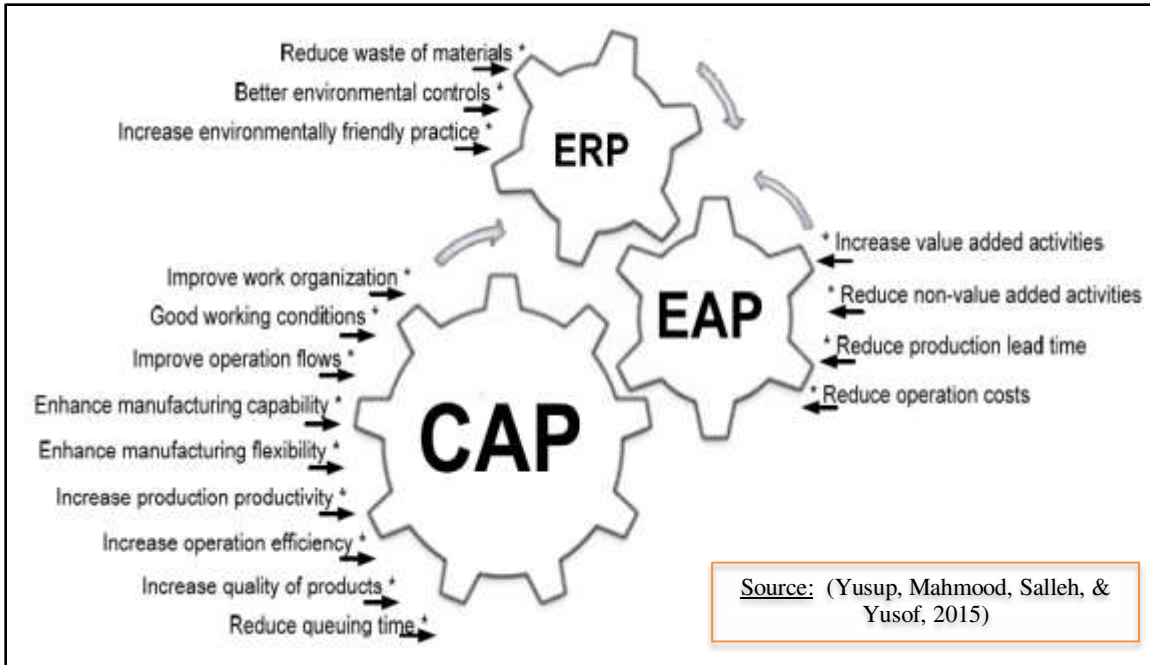 Reduce waste of materials *
Better environmental controls *
Increase environmentally friendly practice *
ERP
* Increase value added activities
* Reduce non-value added activities
* Reduce production lead time
* Reduce operation costs
EAP
Improve work organization *
Good working conditions *
Improve operation flows *
Enhance manufacturing capability *
Enhance manufacturing flexibility *
Increase production productivity *
Increase operation efficiency *
Increase quality of products *
Reduce queuing time *
CAP
Source: (Yusup, Mahmood, Salleh, &
Yusof, 2015)